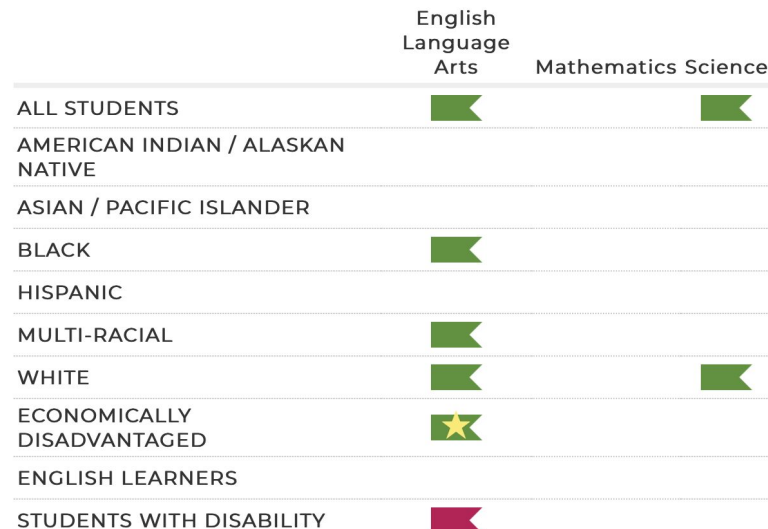 English
Language
Arts
Mathematics
Science
ALL STUDENTS
AMERICAN INDIAN / ALASKAN
NATIVE
ASIAN / PACIFIC ISLANDER
BLACK
HISPANIC
MULTI-RACIAL
WHITE
ECONOMICALLY
DISADVANTAGED
ENGLISH LEARNERS
STUDENTS WITH DISABILITY